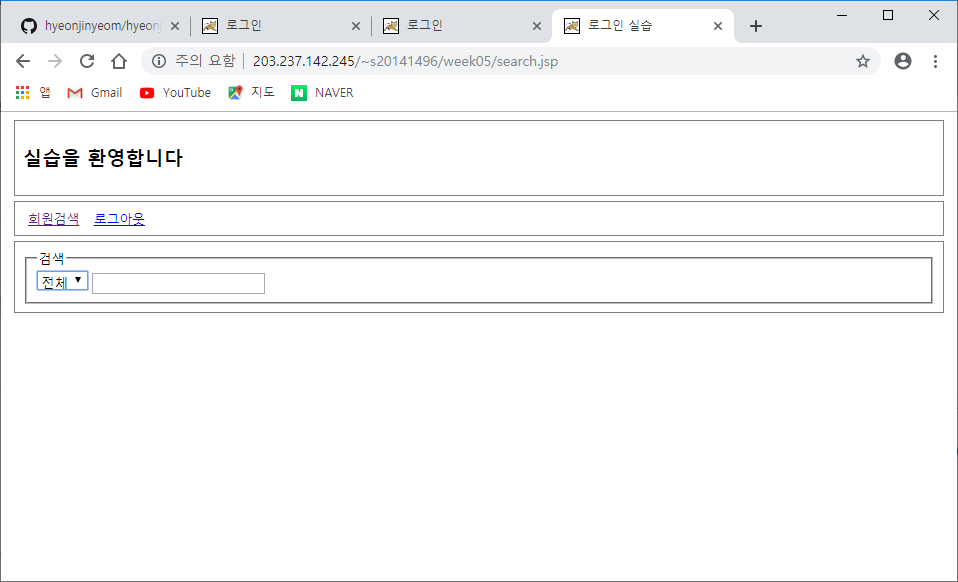 hyeonjinyeom/hyeonj
로그인
로그인
로그인 실습
주의 요함 203.237.142.245/~s20141496/week05/search.jsp
앱 Gmail YouTube 지도 NAVER
실습을 환영합니다
회원검색 로그아웃
검색
전체